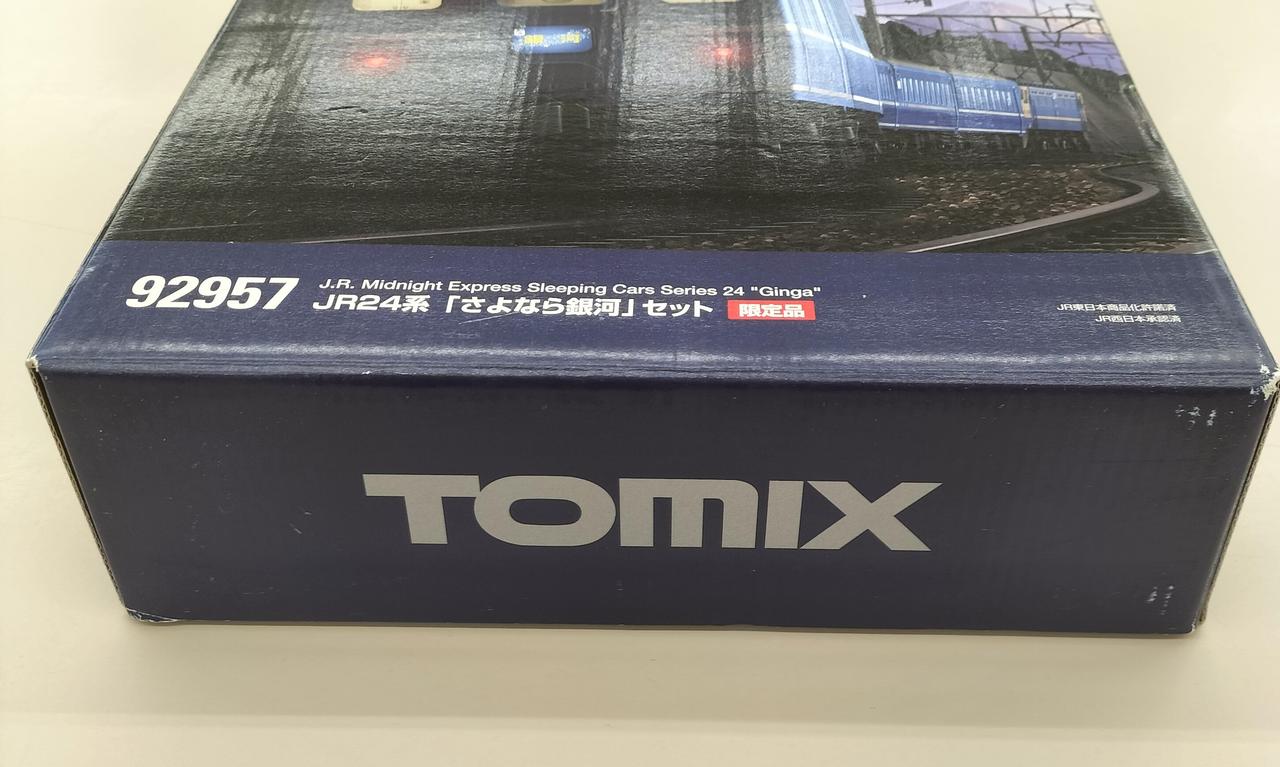 銀河
92957
J.R. Midnight Express Sleeping Cars Series 24 "Ginga"
JR24系「さよなら銀河」セット 限定品
JR東日本商品化許諾済
JR西日本承認済
TOMIX